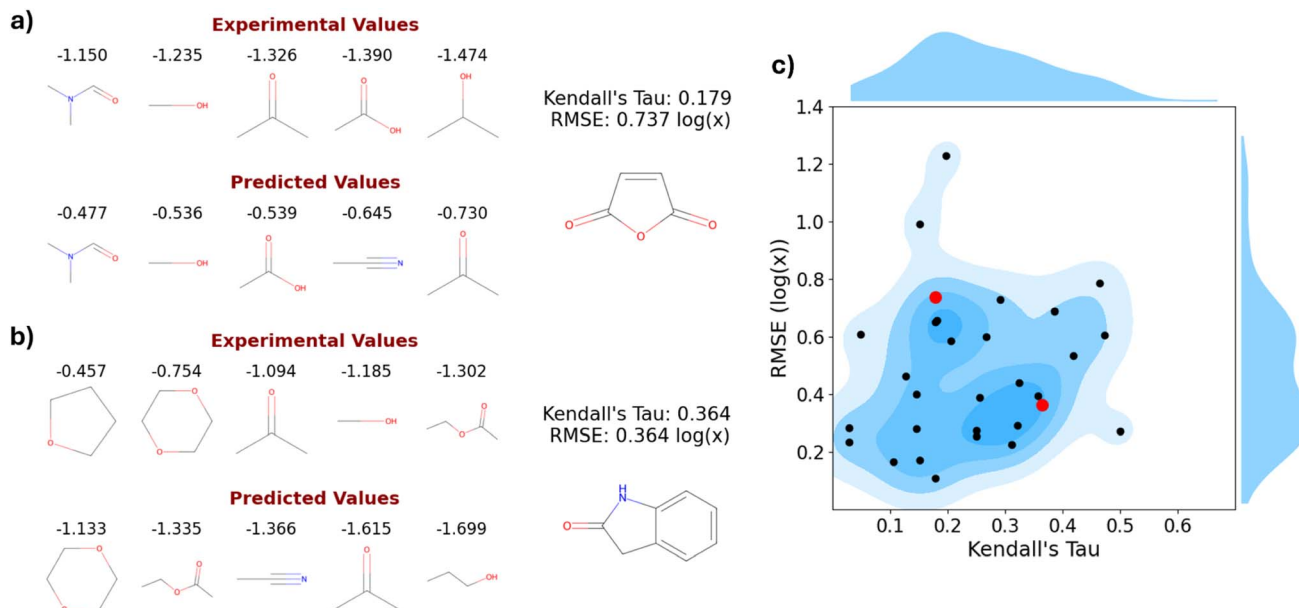 a)
Experimental Values
-1.150 -1.235 -1.326 -1.390 -1.474
N O OH O O OH OH
Kendall's Tau: 0.179
RMSE: 0.737 log(x)
Predicted Values
-0.477 -0.536 -0.539 -0.645 -0.730
N O OH O OH N O
O O O
b)
Experimental Values
-0.457 -0.754 -1.094 -1.185 -1.302
O O O O OH O O
Kendall's Tau: 0.364
RMSE: 0.364 log(x)
Predicted Values
-1.133 -1.335 -1.366 -1.615 -1.699
O O O O N O OH
H
N
O
c)
RMSE (log(x))
1.4
1.2
1.0
0.8
0.6
0.4
0.2
0.1 0.2 0.3 0.4 0.5 0.6
Kendall's Tau